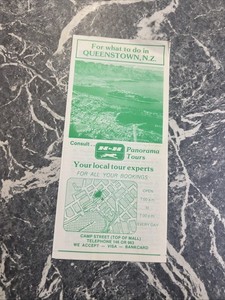 For what to do in
QUEENSTOWN, N.Z.
Consult...
H-H
Panorama
Tours
Your local tour experts
FOR ALL YOUR BOOKINGS
OPEN
CAMP STREET (TOP OF MALL)
WE ACCEPT — VISA — BANKCARD